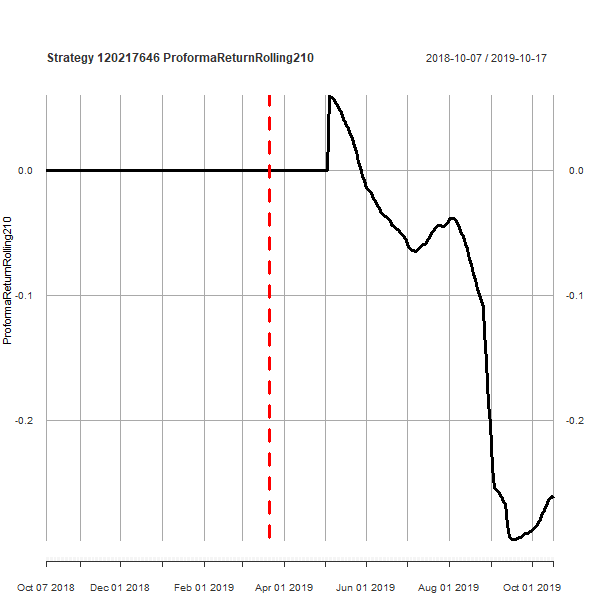 Strategy 120217646 ProformaReturnRolling210
2018-10-07 / 2019-10-17
ProformaReturnRolling210
0.0
0.0
-0.1
-0.1
-0.2
-0.2
Oct 07 2018
Dec 01 2018
Feb 01 2019
Apr 01 2019
Jun 01 2019
Aug 01 2019
Oct 01 2019